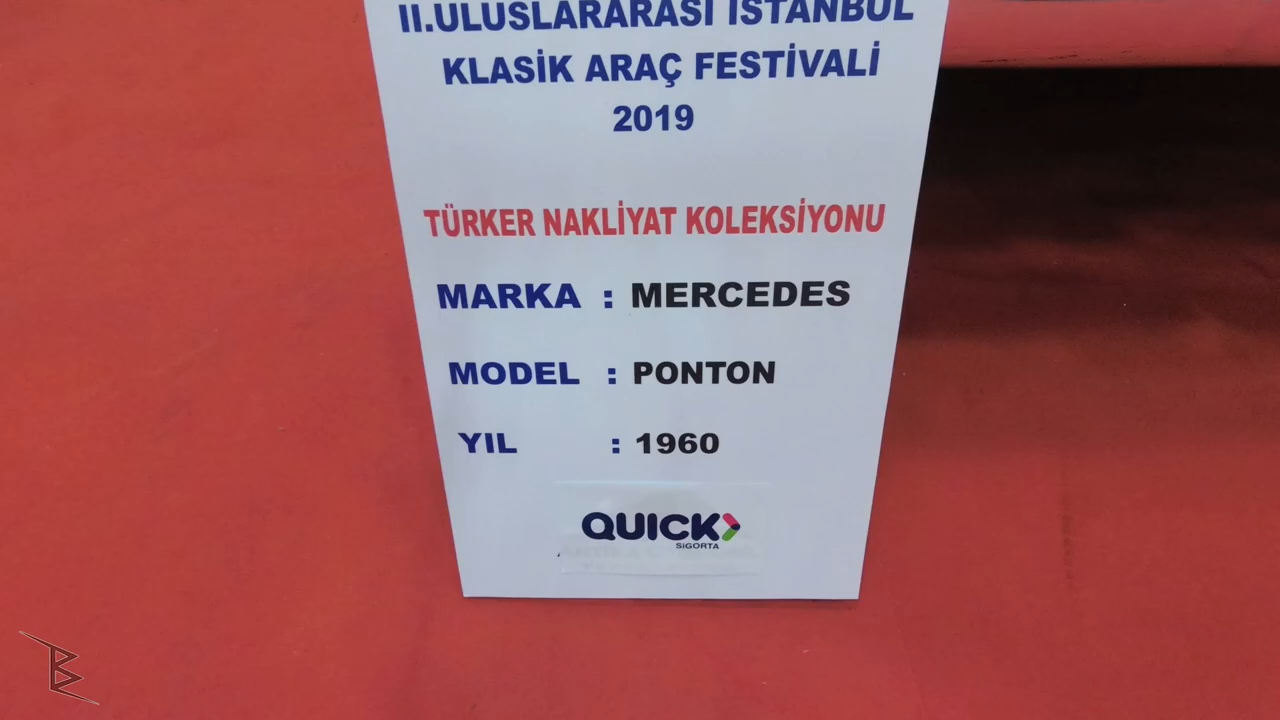 II.ULUSLARARASI İSTANBUL
KLASİK ARAÇ FESTİVALİ
2019
TÜRKER NAKLİYAT KOLEKSİYONU
MARKA : MERCEDES
MODEL : PONTON
YIL : 1960
QUICK
SİGORTA